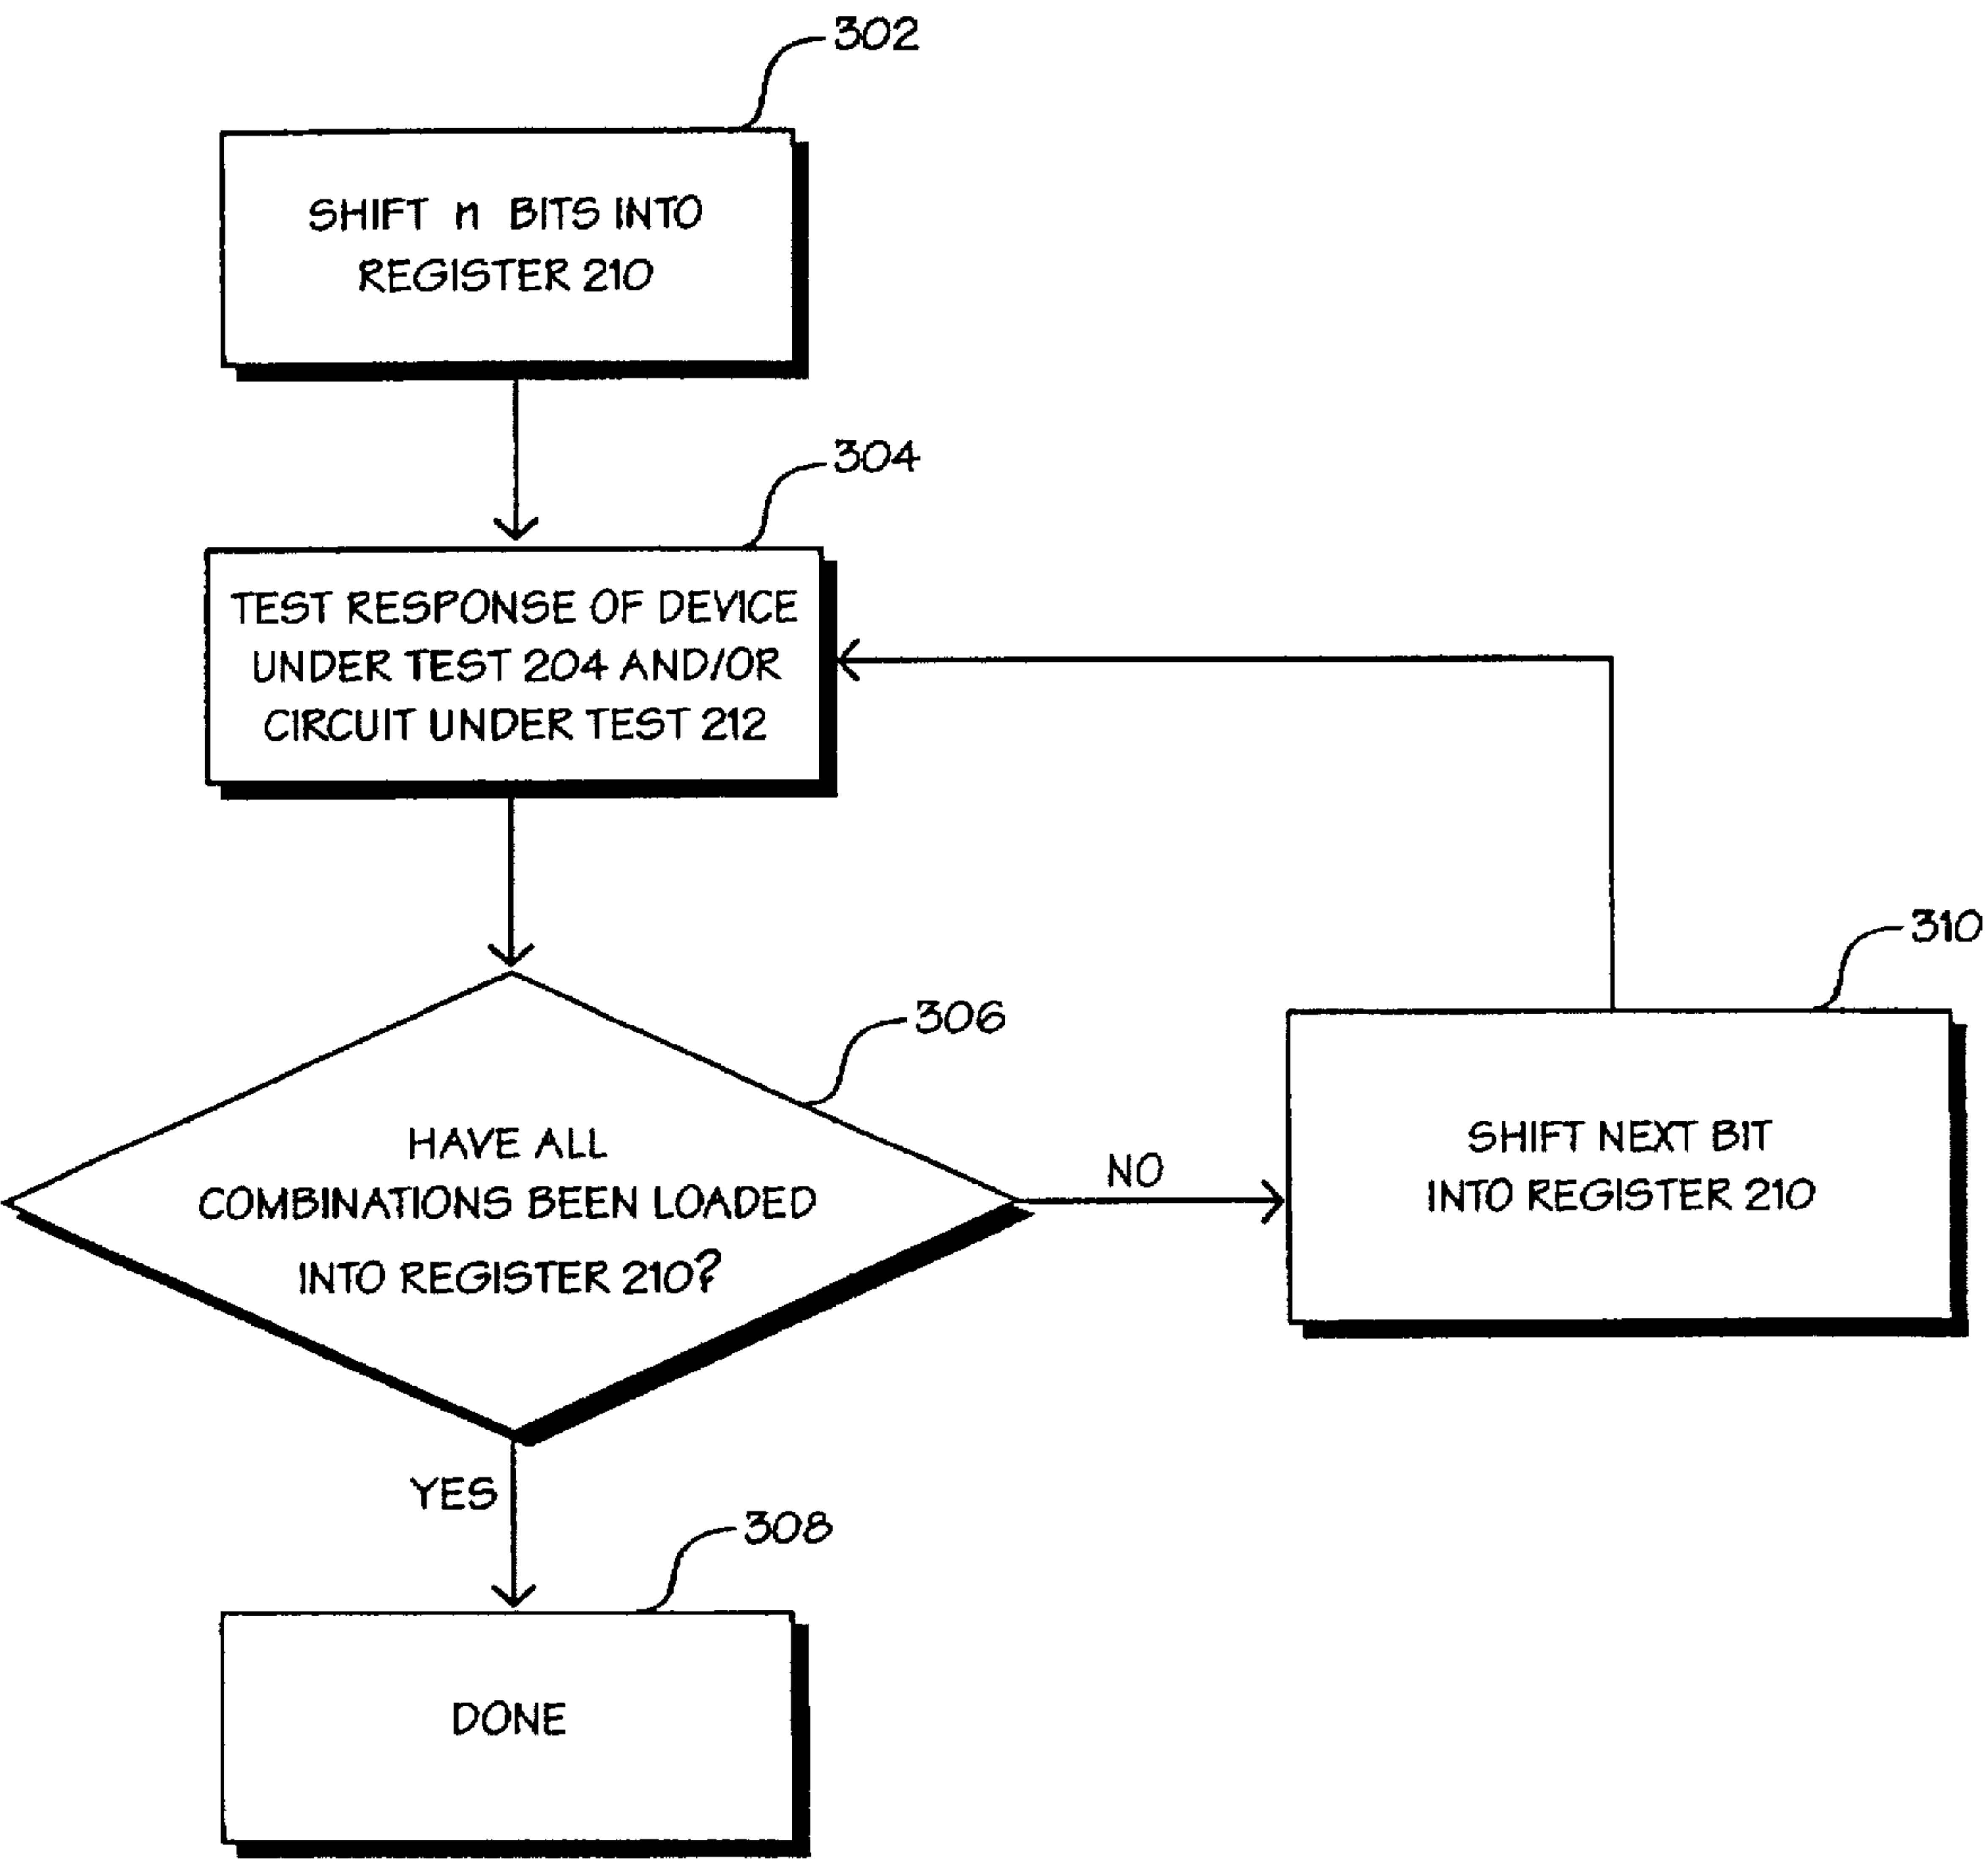 302
SHIFT n BITS INTO
REGISTER 210
304
TEST RESPONSE OF DEVICE
UNDER TEST 204 AND/OR
CIRCUIT UNDER TEST 212
306
HAVE ALL
COMBINATIONS BEEN LOADED
INTO REGISTER 210?
NO
310
SHIFT NEXT BIT
INTO REGISTER 210
YES
308
DONE